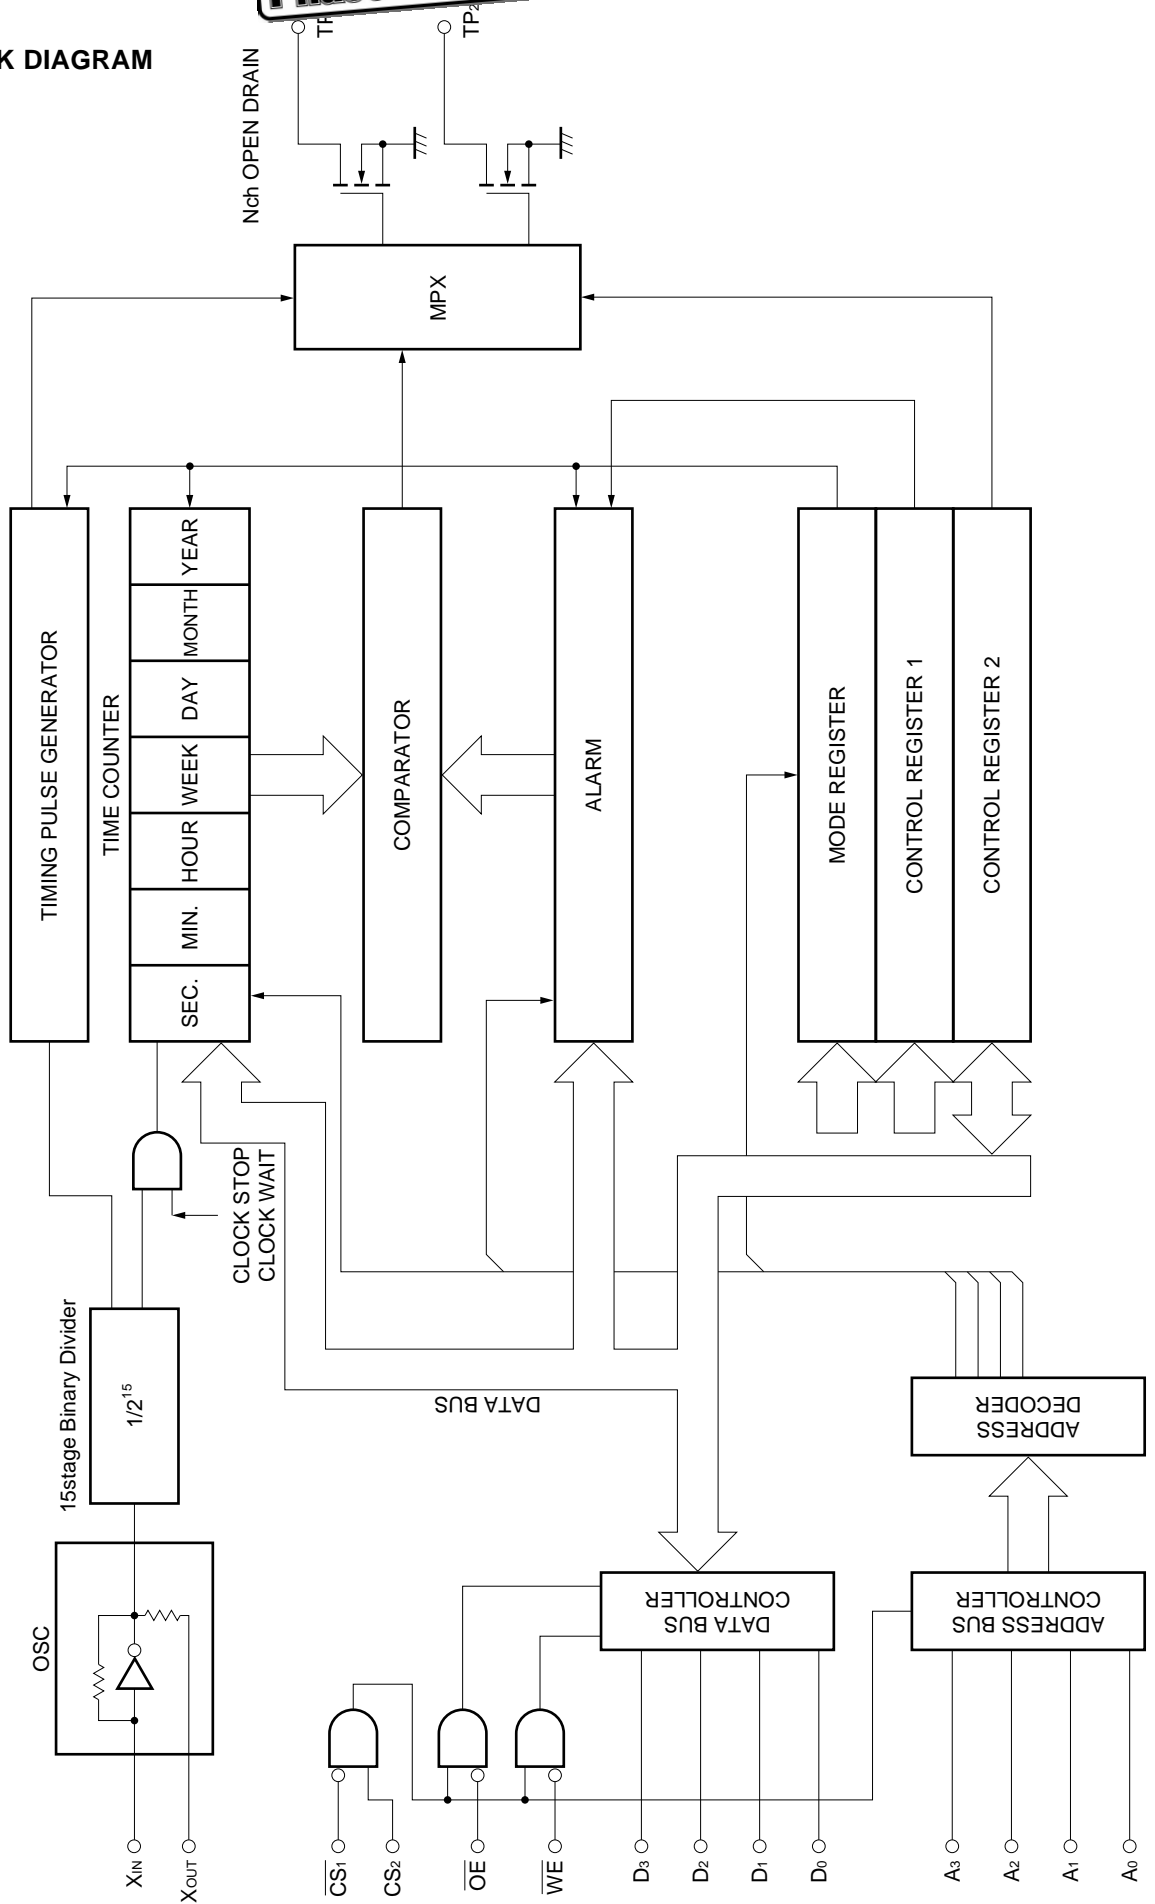 K DIAGRAM
Nch OPEN DRAIN
MPX
TIMING PULSE GENERATOR
TIME COUNTER
SEC.
MIN.
HOUR
WEEK
DAY
MONTH
YEAR
COMPARATOR
ALARM
MODE REGISTER
CONTROL REGISTER 1
CONTROL REGISTER 2
CLOCK STOP
CLOCK WAIT
15stage Binary Divider
1/2¹⁵
DATA BUS
ADDRESS
DECODER
OSC
DATA BUS
CONTROLLER
ADDRESS BUS
CONTROLLER
XIN
XOUT
CS1
CS2
OE
WE
D3
D2
D1
D0
A3
A2
A1
A0